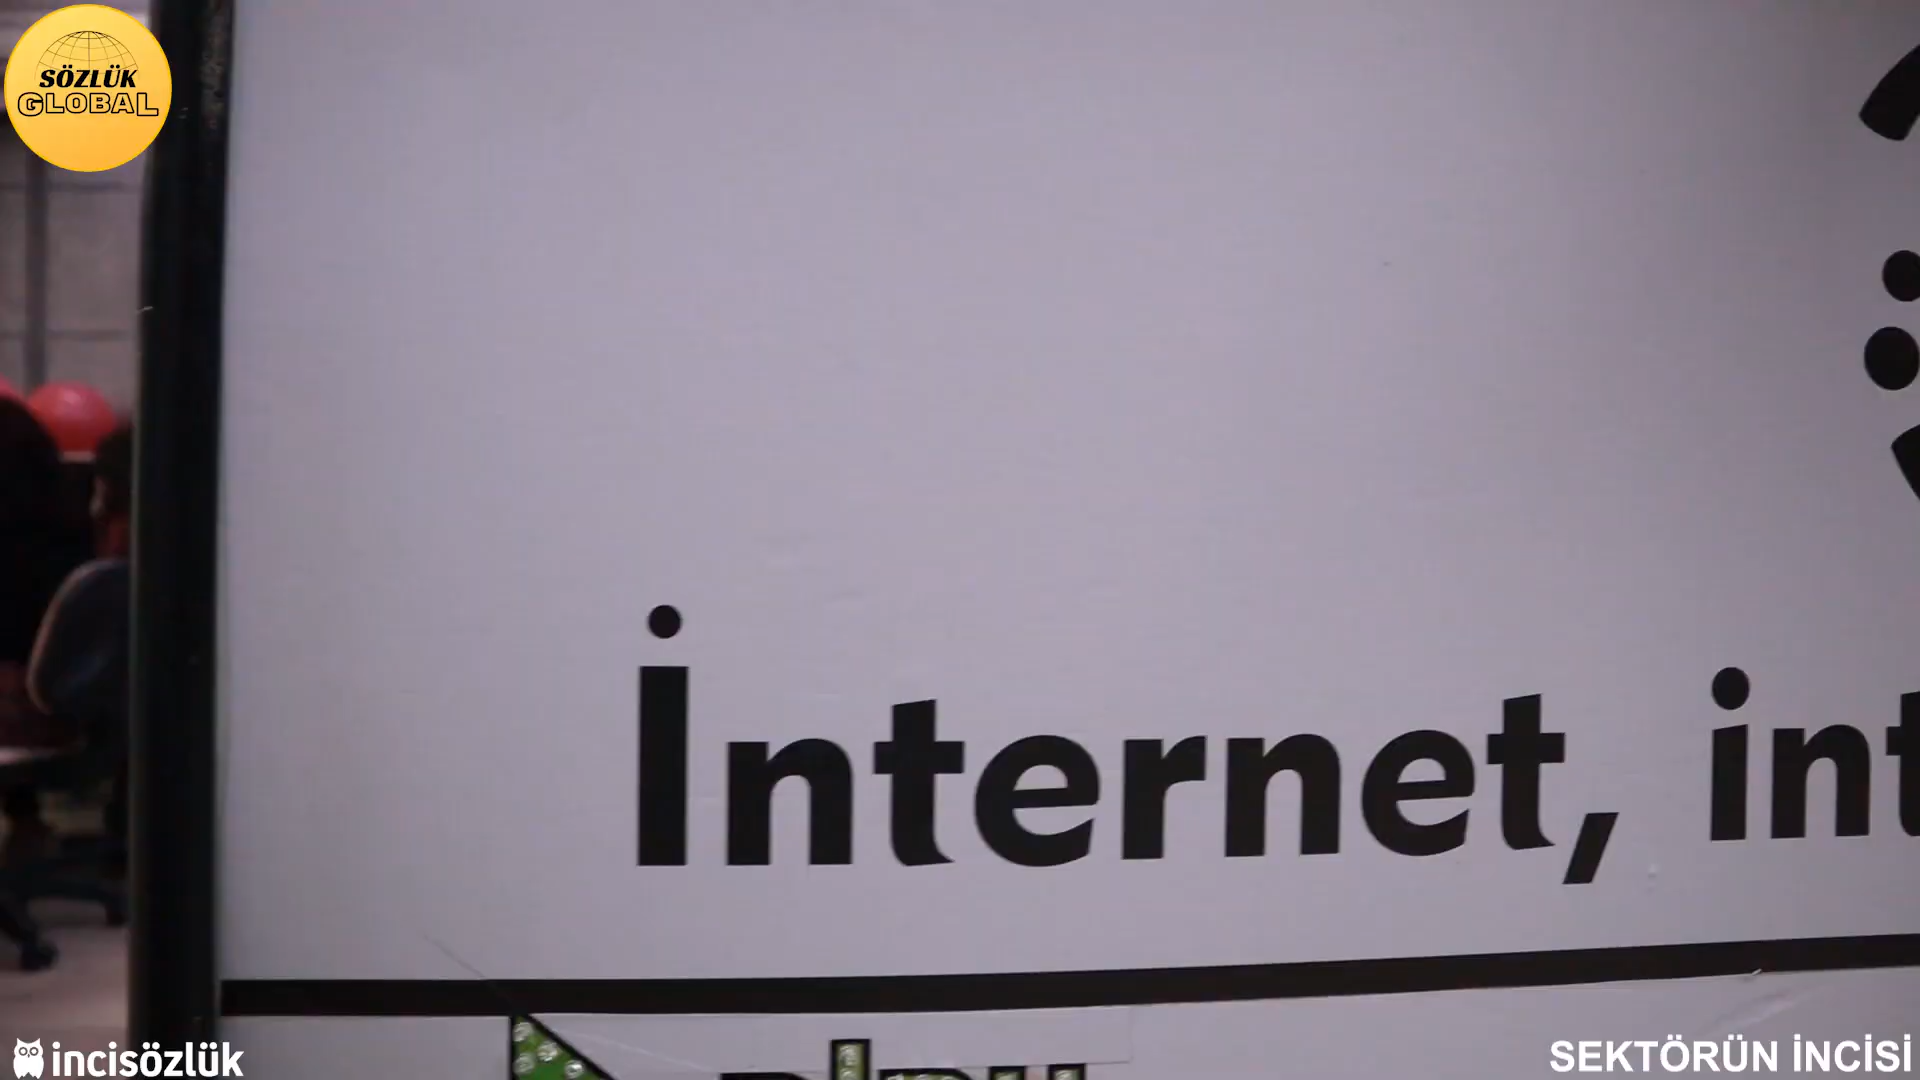 SÖZLÜK
GLOBAL
İnternet, int
incisözlük
SEKTÖRÜN İNCİSİ